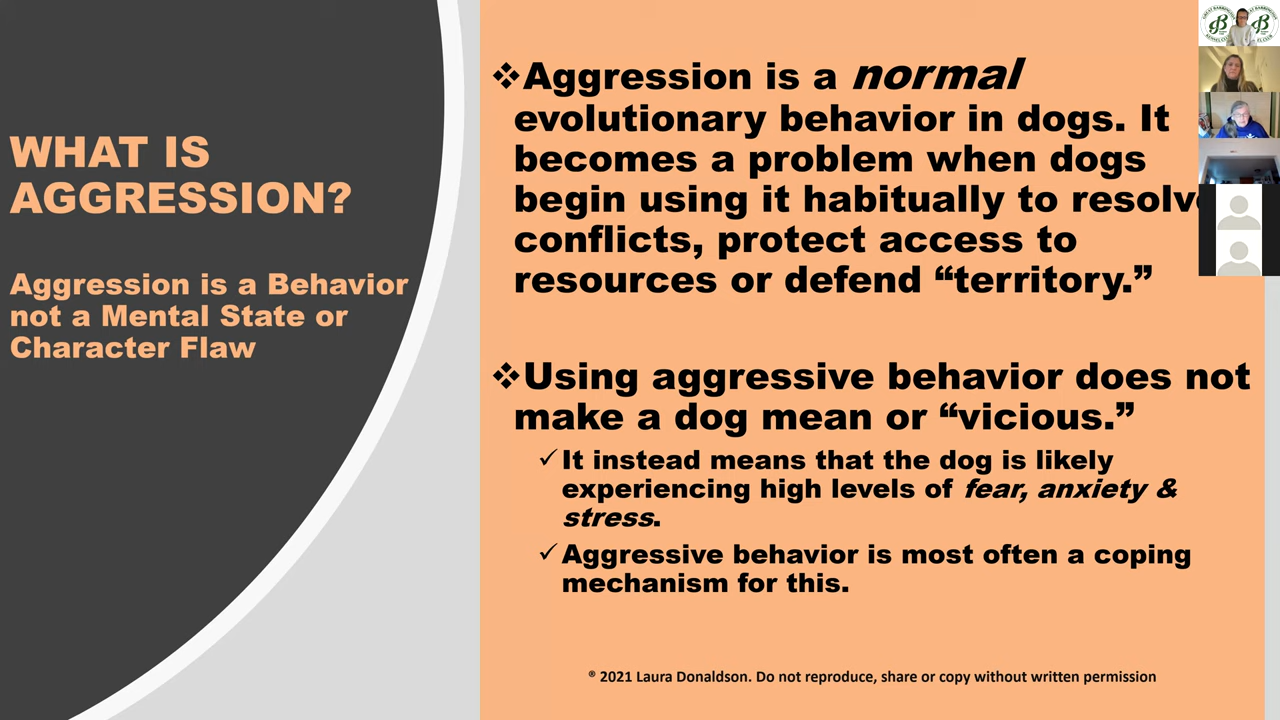 WHAT IS
AGGRESSION?
Aggression is a Behavior
not a Mental State or
Character Flaw
❖Aggression is a normal
evolutionary behavior in dogs. It
becomes a problem when dogs
begin using it habitually to resolve
conflicts, protect access to
resources or defend “territory.”
❖Using aggressive behavior does not
make a dog mean or “vicious.”
✓It instead means that the dog is likely
experiencing high levels of fear, anxiety &
stress.
✓Aggressive behavior is most often a coping
mechanism for this.
® 2021 Laura Donaldson. Do not reproduce, share or copy without written permission